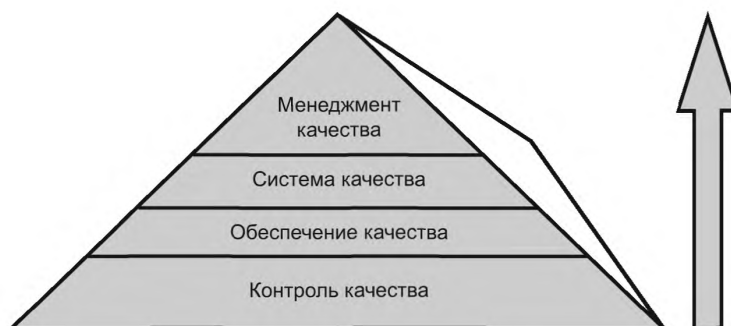 Менеджмент
качества
Система качества
Обеспечение качества
Контроль качества